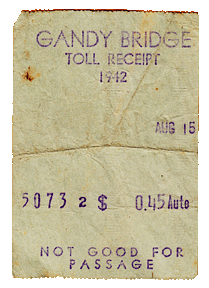 GANDY BRIDGE
TOLL RECEIPT
1942
AUG 15
5073 2 $ 0.45 Auto
NOT GOOD FOR
PASSAGE